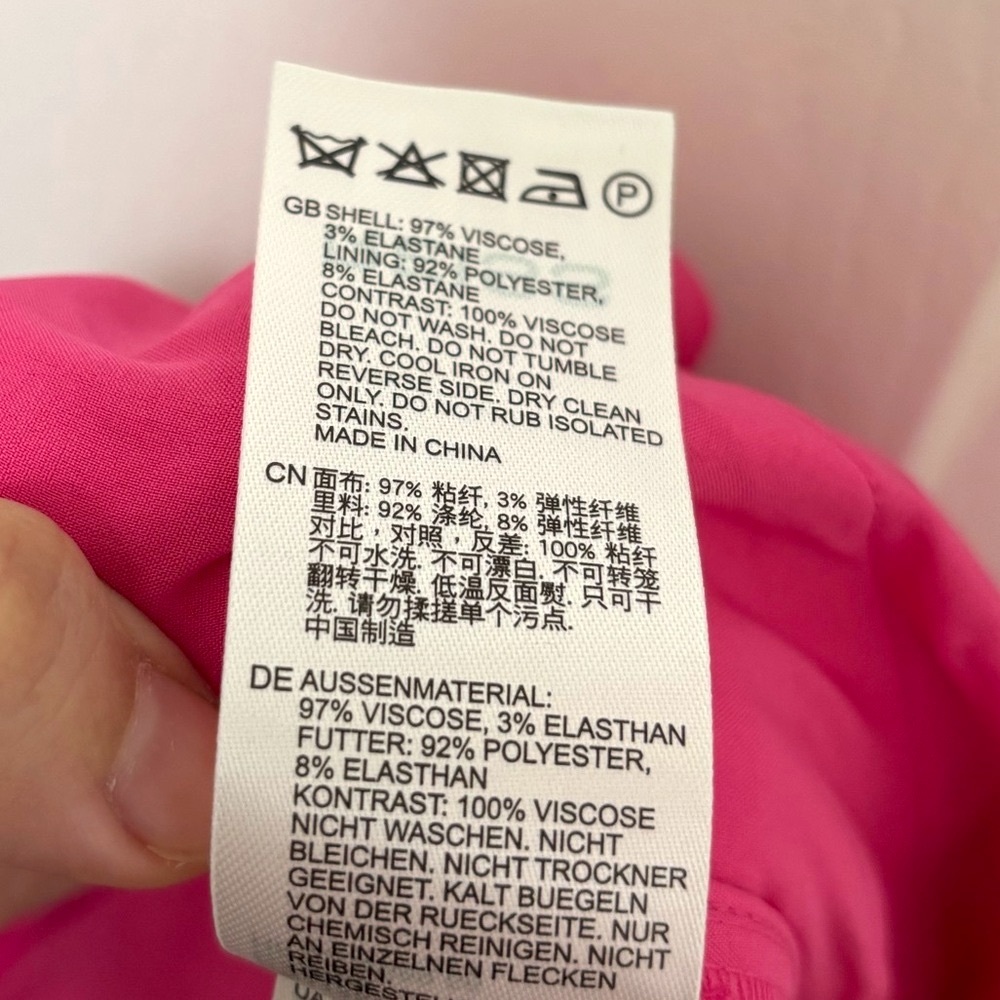 P
GB SHELL: 97% VISCOSE,
3% ELASTANE
LINING: 92% POLYESTER,
8% ELASTANE
CONTRAST: 100% VISCOSE
DO NOT WASH. DO NOT
BLEACH. DO NOT TUMBLE
DRY. COOL IRON ON
REVERSE SIDE. DRY CLEAN
ONLY. DO NOT RUB ISOLATED
STAINS.
MADE IN CHINA
CN 面布: 97% 粘纤, 3% 弹性纤维
里料: 92% 涤纶, 8% 弹性纤维
对比，对照，反差: 100% 粘纤
不可水洗. 不可漂白. 不可转笼
翻转干燥. 低温反面熨. 只可干
洗. 请勿揉搓单个污点.
中国制造
DE AUSSENMATERIAL:
97% VISCOSE, 3% ELASTHAN
FUTTER: 92% POLYESTER,
8% ELASTHAN
KONTRAST: 100% VISCOSE
NICHT WASCHEN. NICHT
BLEICHEN. NICHT TROCKNER
GEEIGNET. KALT BUEGELN
VON DER RUECKSEITE. NUR
CHEMISCH REINIGEN. NICHT
AN EINZELNEN FLECKEN
REIBEN.